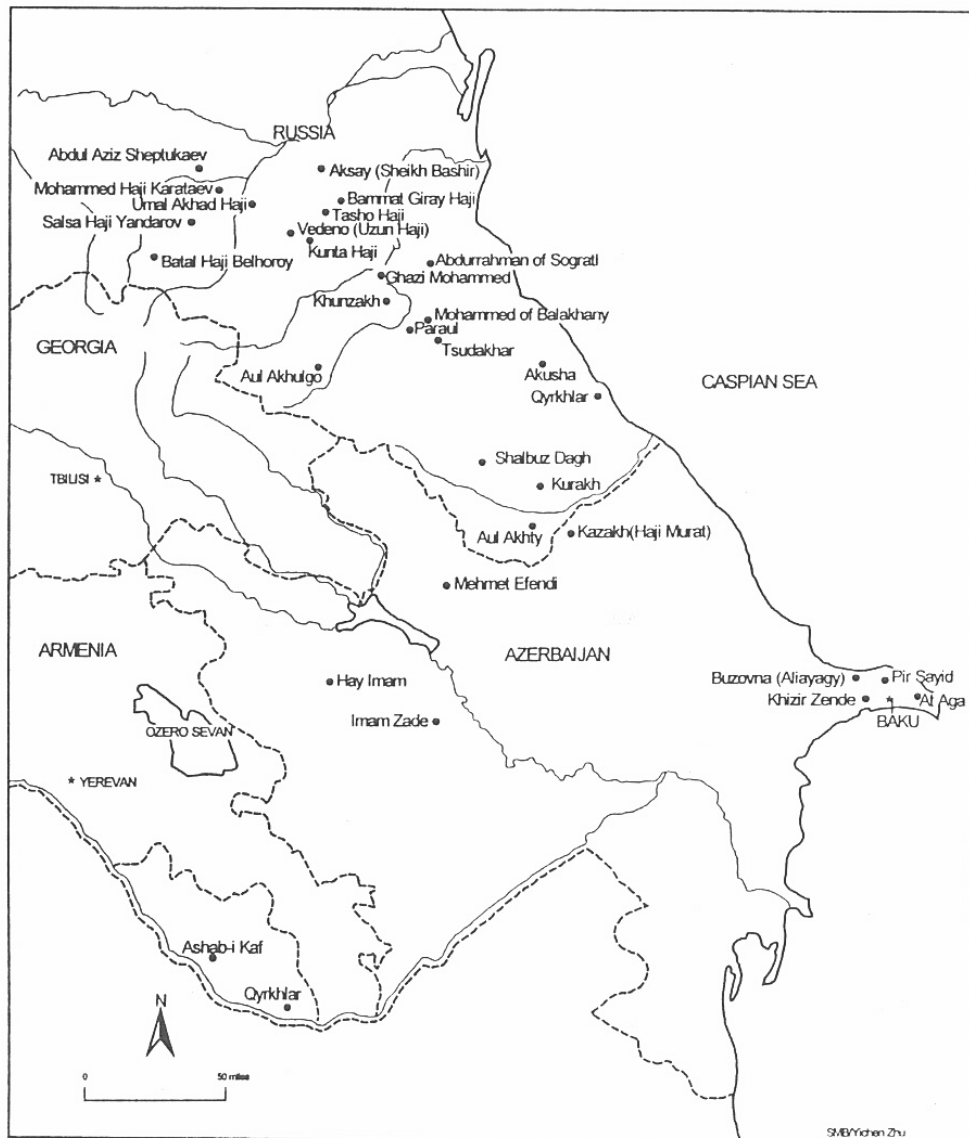 RUSSIA
Abdul Aziz Sheptukaev
Aksay (Sheikh Bashir)
Mohammed Haji Karataev
Bammat Giray Haji
Umal Akhad Haji
Tasho Haji
Salsa Haji Yandarov
Vedeno (Uzun Haji)
Kunta Haji
Batal Haji Belhoroy
Abdurrahman of Sogratl
Ghazi Mohammed
Khunzakh
Mohammed of Balakhany
Paraul
GEORGIA
Tsudakhar
Aul Akhulgo
Akusha
CASPIAN SEA
Qyrkhlar
Shalbuz Dagh
TBILISI
Kurakh
Aul Akhty
Kazakh(Haji Murat)
Mehmet Efendi
ARMENIA
AZERBAIJAN
Hay Imam
Buzovna (Aliayagy)
Pir Sayid
Khizir Zende
At Aga
Imam Zade
BAKU
OZERO SEVAN
YEREVAN
Ashab-i Kaf
Qyrkhlar
N
0
50 miles
SMB/Yichen Zhu